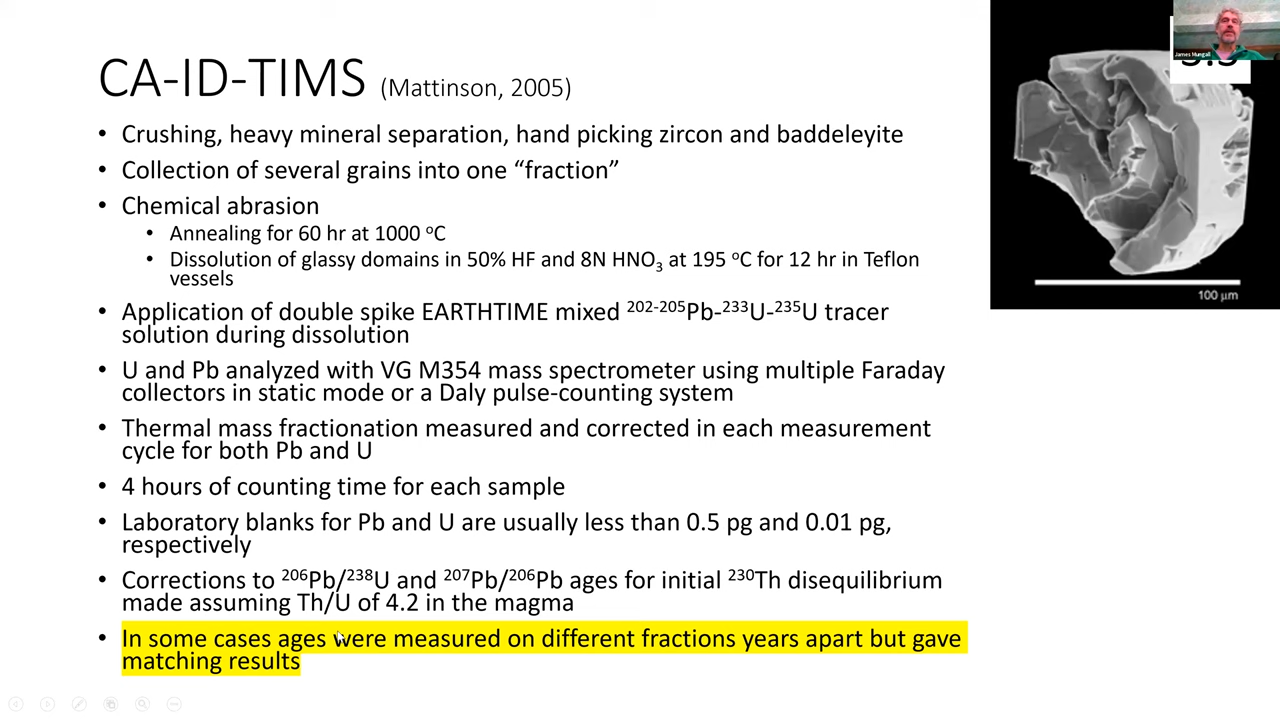 CA-ID-TIMS (Mattinson, 2005)
• Crushing, heavy mineral separation, hand picking zircon and baddeleyite
• Collection of several grains into one “fraction”
• Chemical abrasion
• Annealing for 60 hr at 1000 ºC
• Dissolution of glassy domains in 50% HF and 8N HNO₃ at 195 ºC for 12 hr in Teflon
vessels
• Application of double spike EARTHTIME mixed ²⁰²⁻²⁰⁵Pb-²³³U-²³⁵U tracer
solution during dissolution
• U and Pb analyzed with VG M354 mass spectrometer using multiple Faraday
collectors in static mode or a Daly pulse-counting system
• Thermal mass fractionation measured and corrected in each measurement
cycle for both Pb and U
• 4 hours of counting time for each sample
• Laboratory blanks for Pb and U are usually less than 0.5 pg and 0.01 pg,
respectively
• Corrections to ²⁰⁶Pb/²³⁸U and ²⁰⁷Pb/²⁰⁶Pb ages for initial ²³⁰Th disequilibrium
made assuming Th/U of 4.2 in the magma
• In some cases ages were measured on different fractions years apart but gave
matching results
James Mungall
100 µm